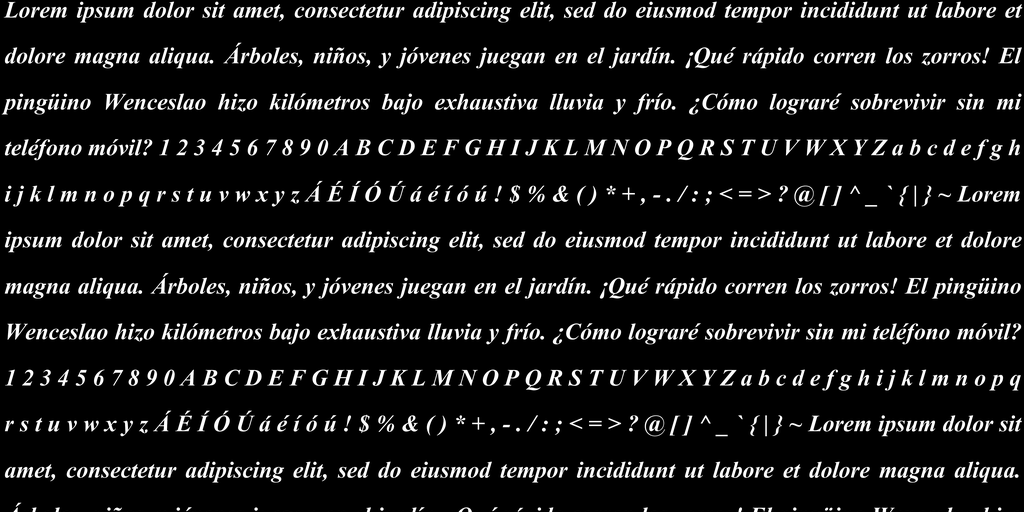 Lorem ipsum dolor sit amet, consectetur adipiscing elit, sed do eiusmod tempor incididunt ut labore et
dolore magna aliqua. Árboles, niños, y jóvenes juegan en el jardín. ¡Qué rápido corren los zorros! El
pingüino Wenceslao hizo kilómetros bajo exhaustiva lluvia y frío. ¿Cómo lograré sobrevivir sin mi
teléfono móvil? 1 2 3 4 5 6 7 8 9 0 A B C D E F G H I J K L M N O P Q R S T U V W X Y Z a b c d e f g h
i j k l m n o p q r s t u v w x y z Á É Í Ó Ú á é í ó ú ! $ % & ( ) * + , - . / : ; < = > ? @ [ ] ^ _ ` { | } ~ Lorem
ipsum dolor sit amet, consectetur adipiscing elit, sed do eiusmod tempor incididunt ut labore et dolore
magna aliqua. Árboles, niños, y jóvenes juegan en el jardín. ¡Qué rápido corren los zorros! El pingüino
Wenceslao hizo kilómetros bajo exhaustiva lluvia y frío. ¿Cómo lograré sobrevivir sin mi teléfono móvil?
1 2 3 4 5 6 7 8 9 0 A B C D E F G H I J K L M N O P Q R S T U V W X Y Z a b c d e f g h i j k l m n o p q
r s t u v w x y z Á É Í Ó Ú á é í ó ú ! $ % & ( ) * + , - . / : ; < = > ? @ [ ] ^ _ ` { | } ~ Lorem ipsum dolor sit
amet, consectetur adipiscing elit, sed do eiusmod tempor incididunt ut labore et dolore magna aliqua.